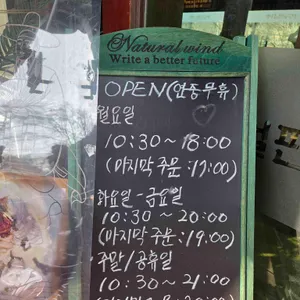 Natural wind
Write a better future
OPEN(연중무휴)
월요일
10:30~18:00
(마지막 주문:17:00)
화요일-금요일
10:30~20:00
(마지막 주문:19:00)
주말/공휴일
10:30~21:00